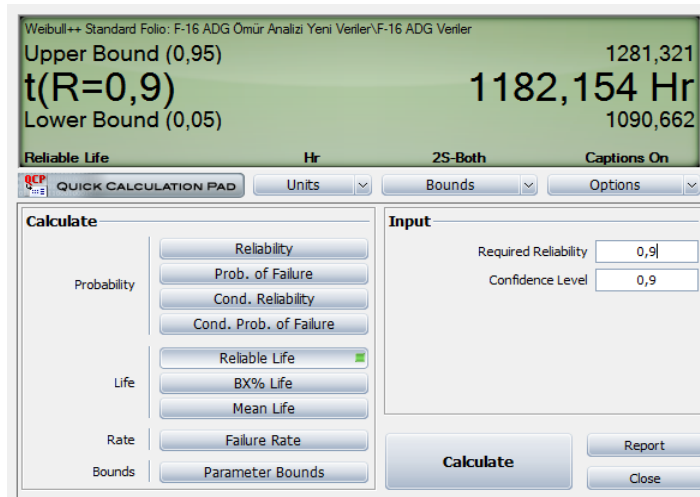 Weibull++ Standard Folio: F-16 ADG Ömür Analizi Yeni Veriler\F-16 ADG Veriler
Upper Bound (0,95) 1281,321
t(R=0,9) 1182,154 Hr
Lower Bound (0,05) 1090,662
Reliable Life Hr 2S-Both Captions On
QCP QUICK CALCULATION PAD Units Bounds Options
Calculate
Probability
Reliability
Prob. of Failure
Cond. Reliability
Cond. Prob. of Failure
Life
Reliable Life
BX% Life
Mean Life
Rate
Failure Rate
Bounds
Parameter Bounds
Input
Required Reliability 0,9
Confidence Level 0,9
Calculate
Report
Close